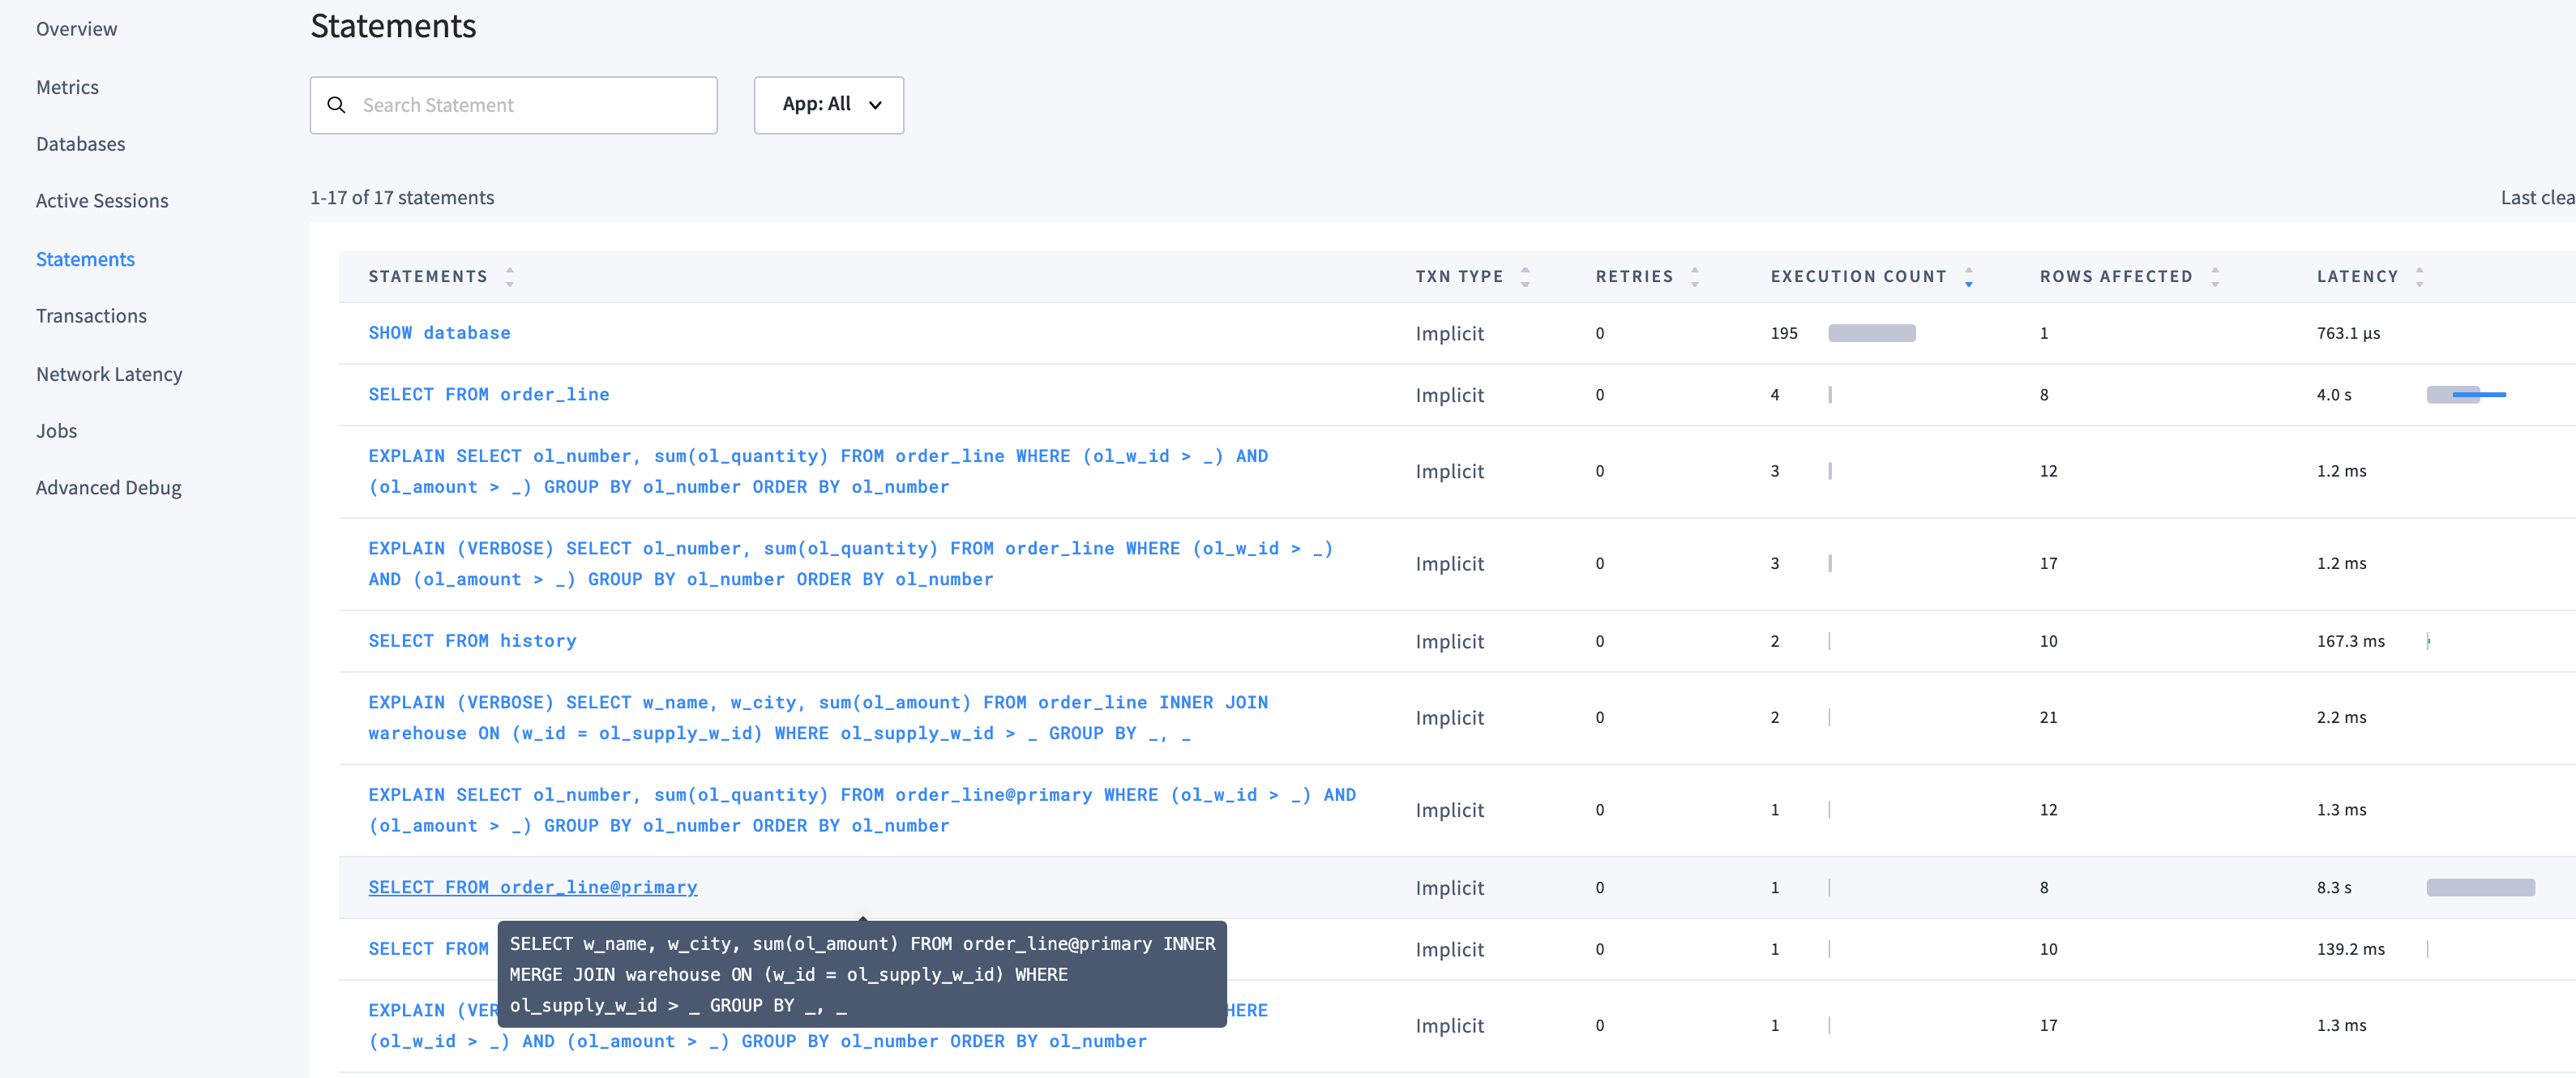 Overview
Metrics
Databases
Active Sessions
Statements
Transactions
Network Latency
Jobs
Advanced Debug
Statements
Search Statement
App: All
1-17 of 17 statements
Last clea
STATEMENTS TXN TYPE RETRIES EXECUTION COUNT ROWS AFFECTED LATENCY
SHOW database Implicit 0 195 1 763.1 µs
SELECT FROM order_line Implicit 0 4 8 4.0 s
EXPLAIN SELECT ol_number, sum(ol_quantity) FROM order_line WHERE (ol_w_id > _) AND
(ol_amount > _) GROUP BY ol_number ORDER BY ol_number
Implicit 0 3 12 1.2 ms
EXPLAIN (VERBOSE) SELECT ol_number, sum(ol_quantity) FROM order_line WHERE (ol_w_id > _)
AND (ol_amount > _) GROUP BY ol_number ORDER BY ol_number
Implicit 0 3 17 1.2 ms
SELECT FROM history Implicit 0 2 10 167.3 ms
EXPLAIN (VERBOSE) SELECT w_name, w_city, sum(ol_amount) FROM order_line INNER JOIN
warehouse ON (w_id = ol_supply_w_id) WHERE ol_supply_w_id > _ GROUP BY _, _
Implicit 0 2 21 2.2 ms
EXPLAIN SELECT ol_number, sum(ol_quantity) FROM order_line@primary WHERE (ol_w_id > _) AND
(ol_amount > _) GROUP BY ol_number ORDER BY ol_number
Implicit 0 1 12 1.3 ms
SELECT FROM order_line@primary Implicit 0 1 8 8.3 s
SELECT w_name, w_city, sum(ol_amount) FROM order_line@primary INNER
MERGE JOIN warehouse ON (w_id = ol_supply_w_id) WHERE
ol_supply_w_id > _ GROUP BY _, _
SELECT FROM Implicit 0 1 10 139.2 ms
EXPLAIN (VER HERE
(ol_w_id > _) AND (ol_amount > _) GROUP BY ol_number ORDER BY ol_number
Implicit 0 1 17 1.3 ms